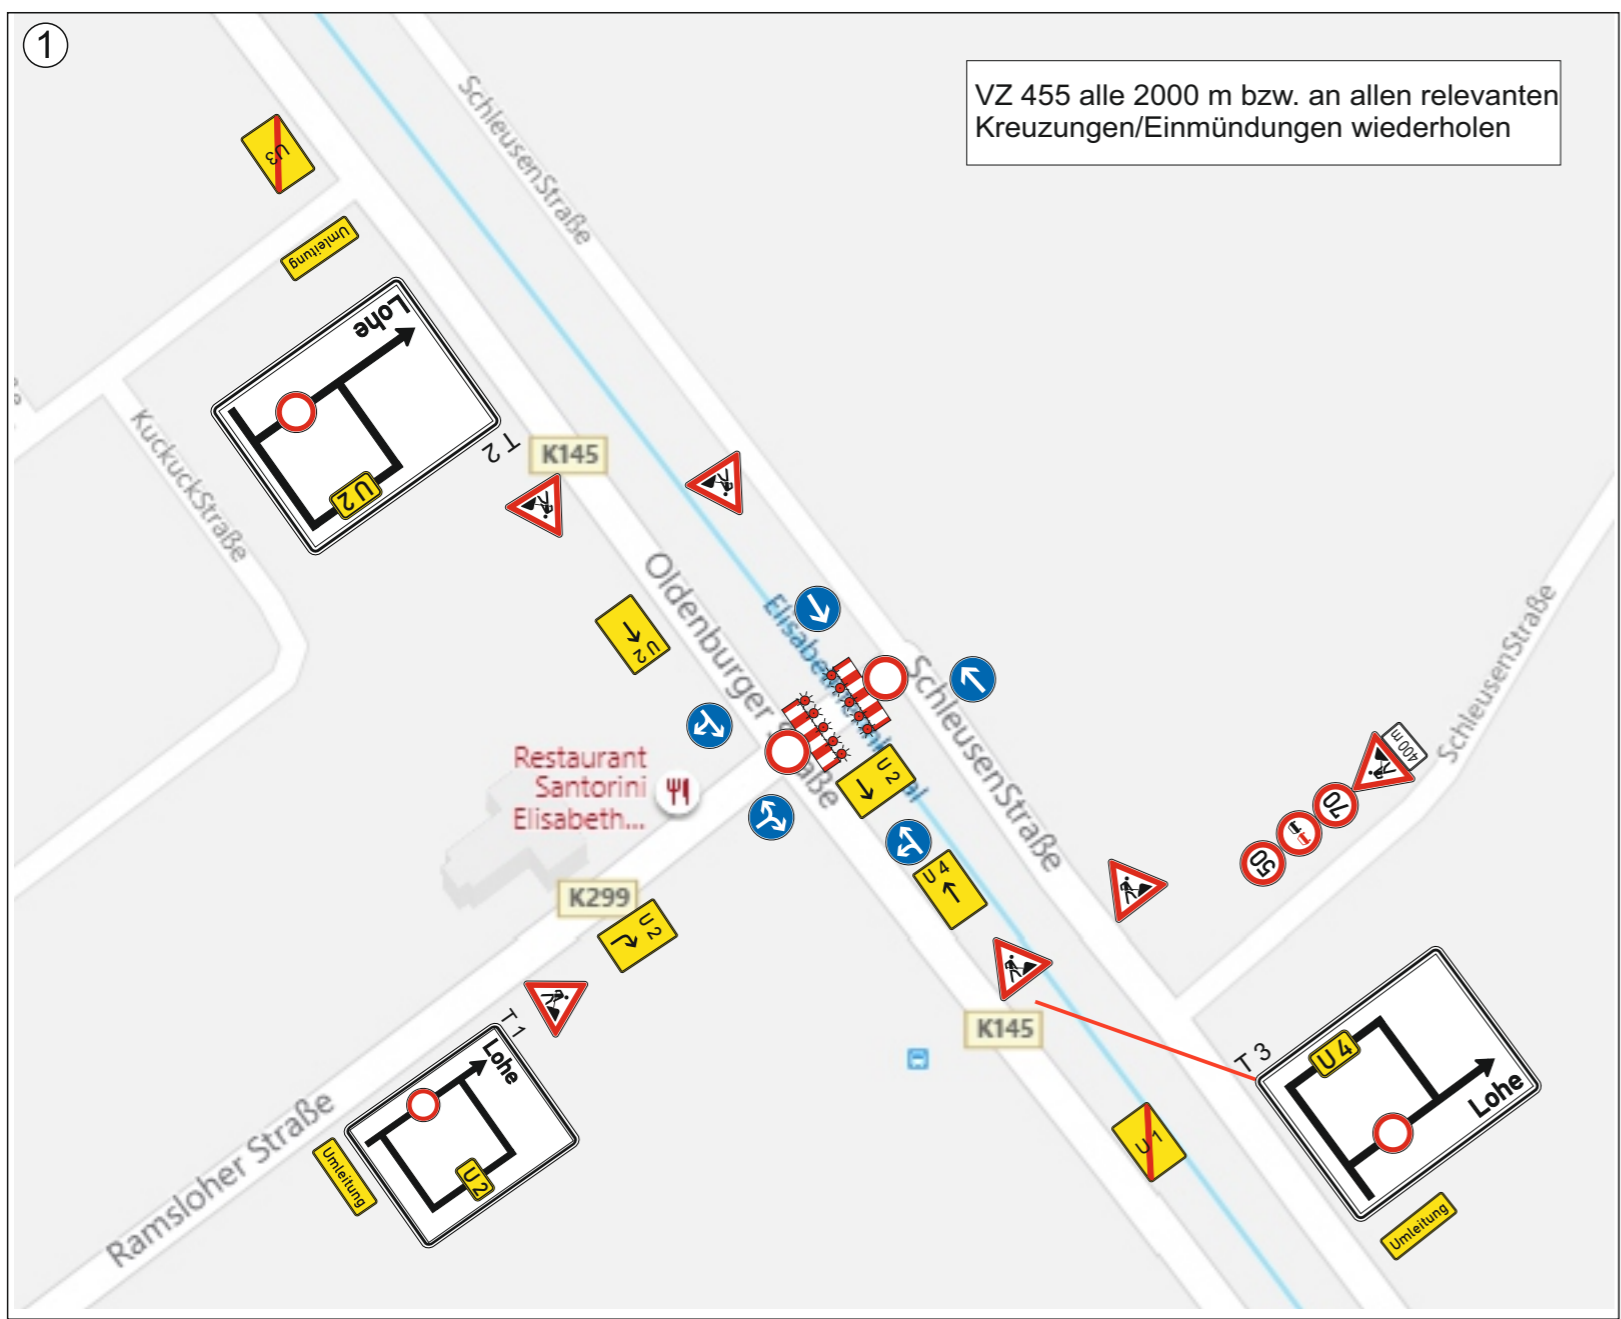 1
VZ 455 alle 2000 m bzw. an allen relevanten
Kreuzungen/Einmündungen wiederholen
SchleusenStraße
U3
Umleitung
Lohe
U 2
T 2
K145
KuckuckStraße
Oldenburger Straße
U 2
SchleusenStraße
SchleusenStraße
Restaurant
Santorini
Elisabeth...
U 2
400 m
70
50
U 4
K299
U 2
K145
T 1
Lohe
U 2
Umleitung
Ramsloher Straße
T 3
U 4
Lohe
Umleitung
U 1